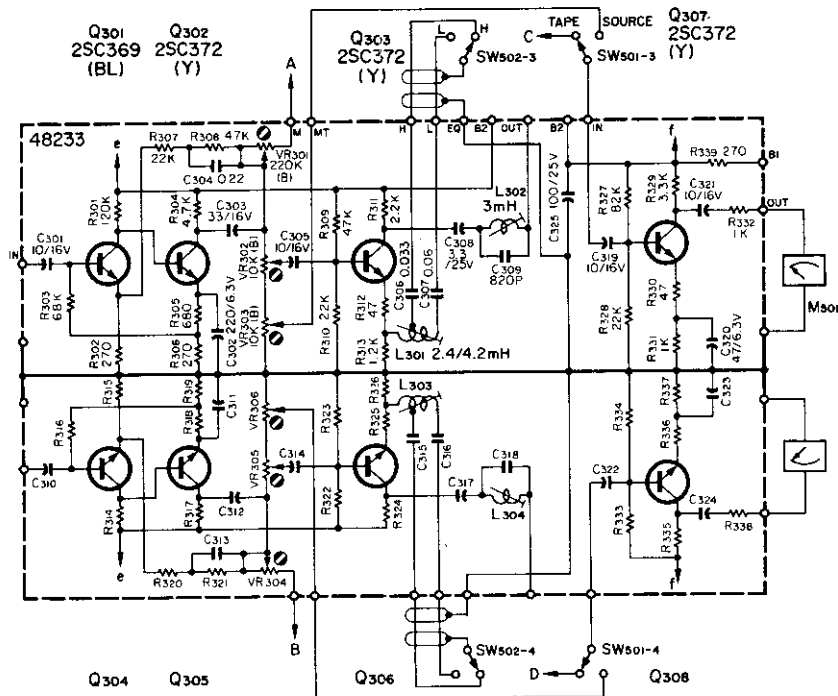 Q301
2SC369
(BL)
Q302
2SC372
(Y)
A
Q303
2SC372
(Y)
L
H
SW502-3
TAPE
SOURCE
C
SW501-3
Q307
2SC372
(Y)
48233
M
MT
H
L
EQ
B2
OUT
B2
IN
e
R307
22K
R308
47K
C304 0.22
VR301
220K
(B)
f
R339 270
B1
R301
120K
R304
4.7K
C303
33/16V
R309
47K
R311
2.2K
L302
3mH
C325 100/25V
R327
82K
R329
3.3K
C321
10/16V
OUT
R332
1K
IN
C301
10/16V
VR302
10K(B)
C305
10/16V
C308
3.3
/25V
C309
820P
C319
10/16V
R303
68K
R305
680
C302 220/6.3V
VR303
10K(B)
R310 22K
R312
47
C306 0.033
C307 0.06
R328
22K
R330
47
M501
R302
270
R306
270
R313
1.2K
L301 2.4/4.2mH
R331
1K
C320
47/6.3V
R315
R319
C311
R326
L303
R337
C323
R316
R318
VR306
R323
R325
R334
R336
C310
VR305
C314
C315
C316
C318
C322
R314
R317
C312
R322
R324
C317
L304
R333
R335
C324
R338
e
C313
R320
R321
VR304
f
B
SW502-4
D
SW501-4
Q304
Q305
Q306
Q308